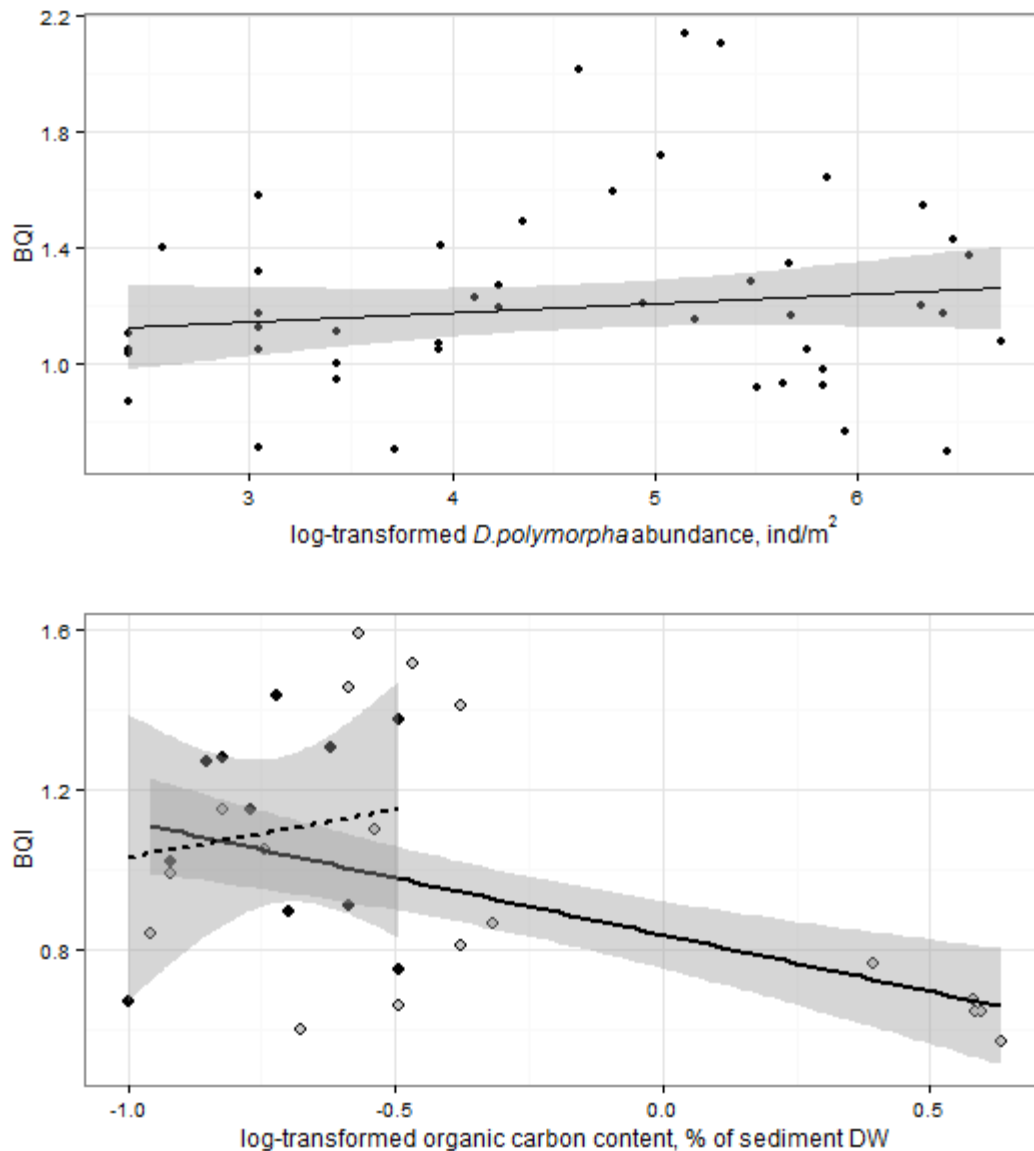 2.2
1.8
1.4
1.0
BQI
3 4 5 6
log-transformed D.polymorpha abundance, ind/m²
1.6
1.2
0.8
BQI
-1.0 -0.5 0.0 0.5
log-transformed organic carbon content, % of sediment DW